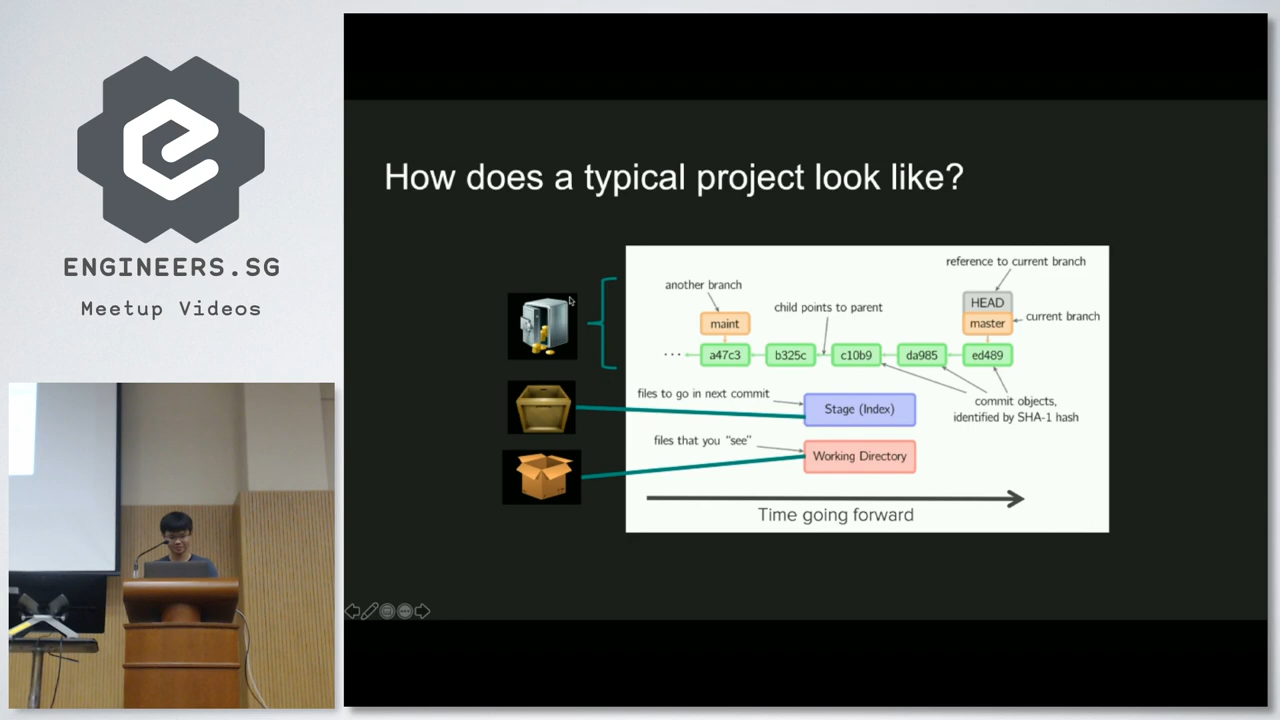 ENGINEERS.SG
Meetup Videos
How does a typical project look like?
reference to current branch
another branch
child points to parent
HEAD
maint
master
current branch
...
a47c3
b325c
c10b9
da985
ed489
files to go in next commit
Stage (Index)
commit objects,
identified by SHA-1 hash
files that you "see"
Working Directory
Time going forward